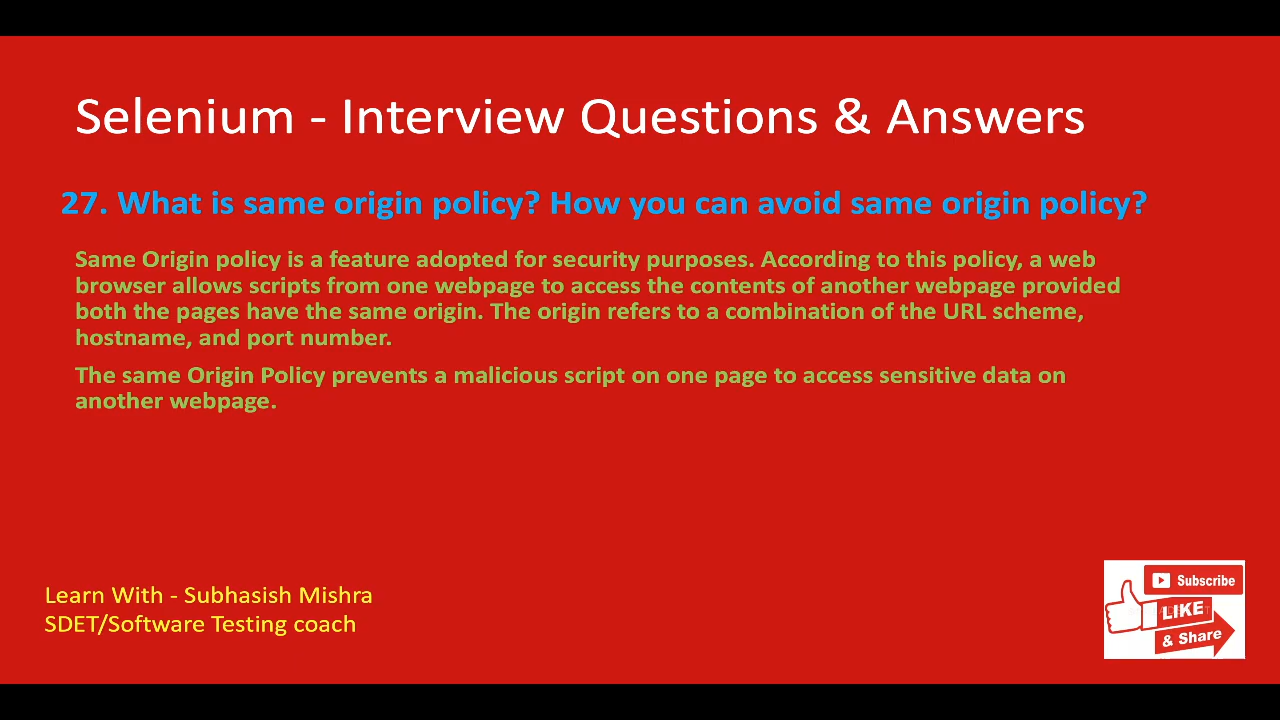 Selenium - Interview Questions & Answers
27. What is same origin policy? How you can avoid same origin policy?
Same Origin policy is a feature adopted for security purposes. According to this policy, a web
browser allows scripts from one webpage to access the contents of another webpage provided
both the pages have the same origin. The origin refers to a combination of the URL scheme,
hostname, and port number.
The same Origin Policy prevents a malicious script on one page to access sensitive data on
another webpage.
Learn With - Subhasish Mishra
SDET/Software Testing coach
Subscribe
LIKE
& Share